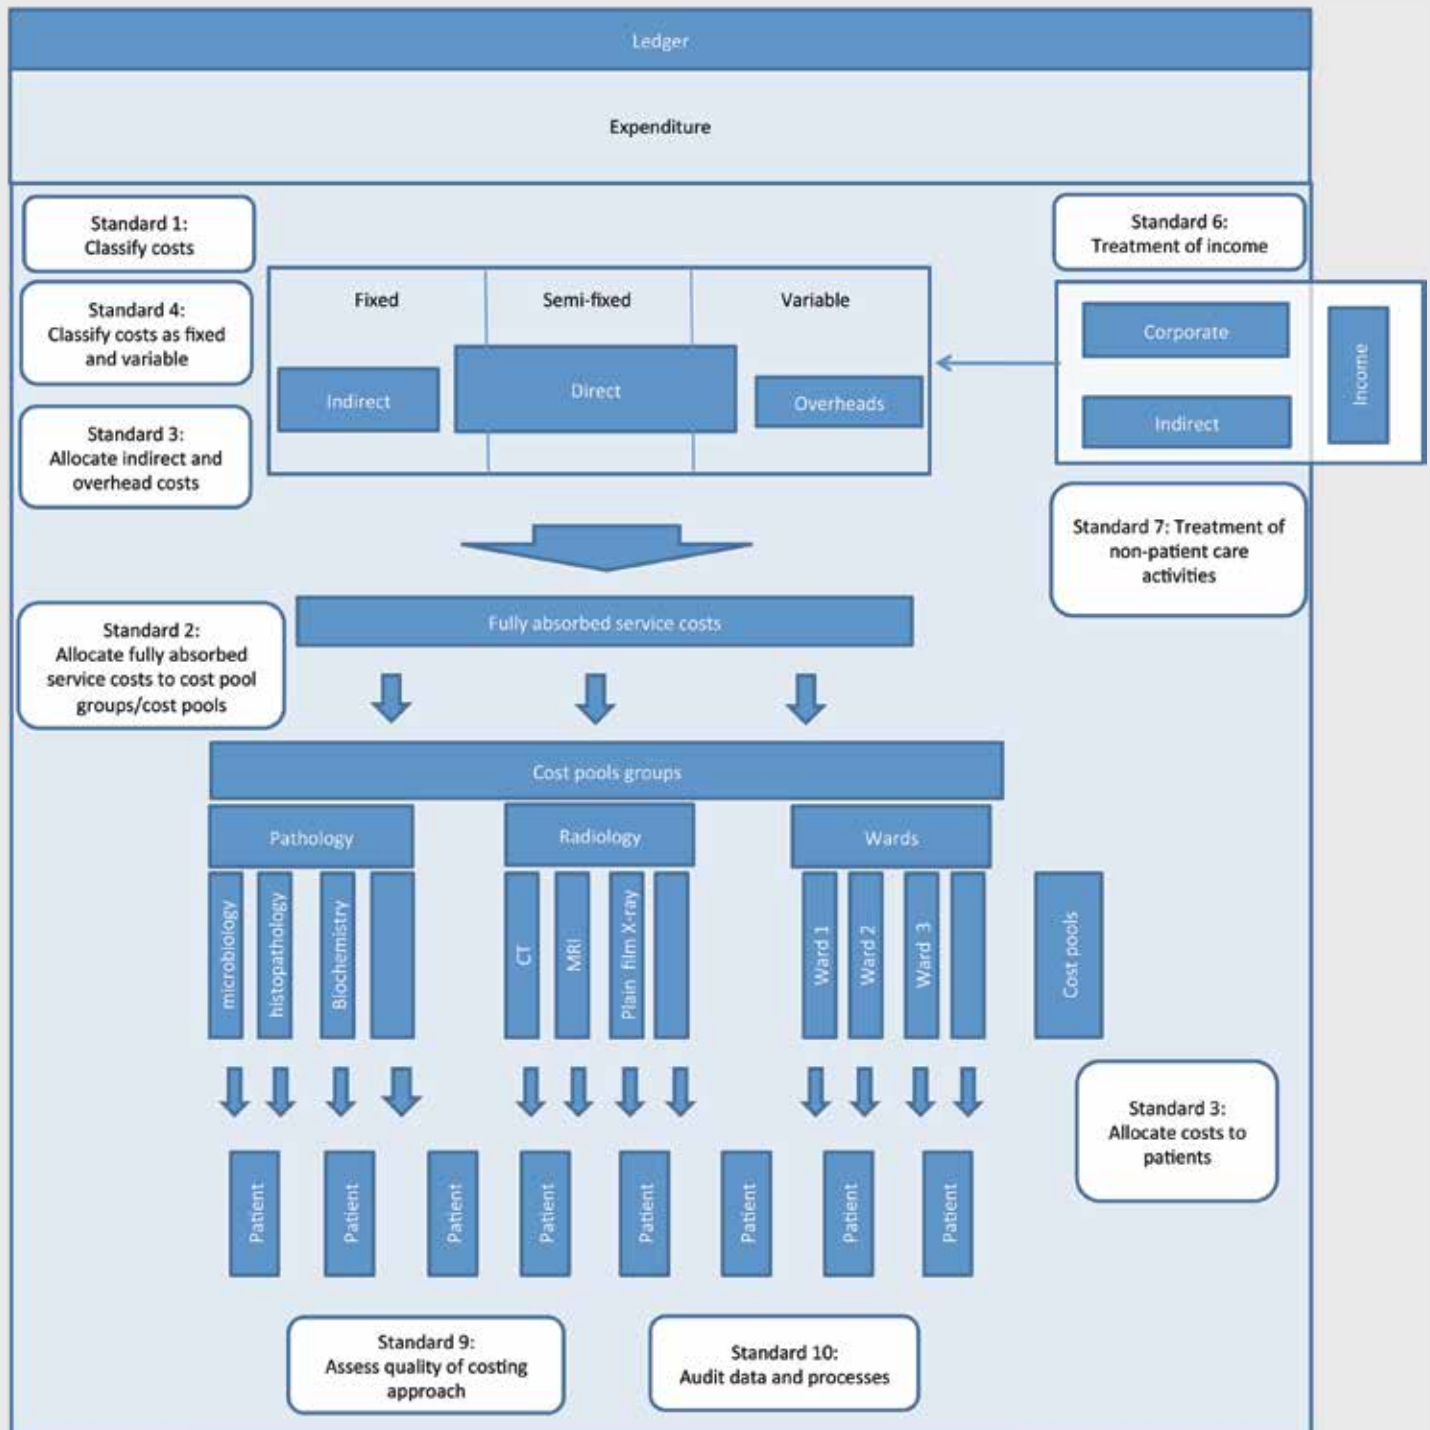 Ledger
Expenditure
Standard 1:
Classify costs
Standard 6:
Treatment of income
Standard 4:
Classify costs as fixed
and variable
Fixed
Semi-fixed
Variable
Indirect
Direct
Overheads
Corporate
Indirect
Income
Standard 3:
Allocate indirect and
overhead costs
Standard 7: Treatment of
non-patient care
activities
Fully absorbed service costs
Standard 2:
Allocate fully absorbed
service costs to cost pool
groups/cost pools
Cost pools groups
Pathology
Radiology
Wards
microbiology
histopathology
Biochemistry
CT
MRI
Plain film X-ray
Ward 1
Ward 2
Ward 3
Cost pools
Standard 3:
Allocate costs to
patients
Patient
Patient
Patient
Patient
Patient
Patient
Patient
Patient
Standard 9:
Assess quality of costing
approach
Standard 10:
Audit data and processes